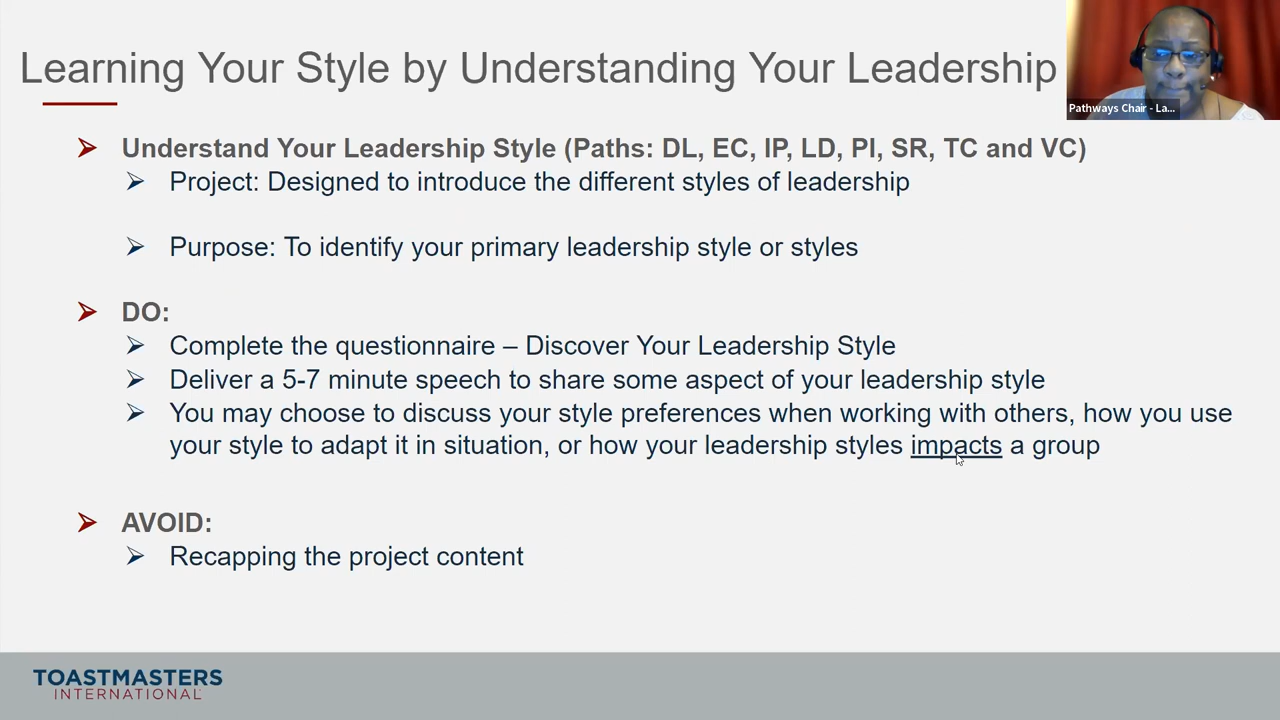 Learning Your Style by Understanding Your Leadership
Pathways Chair - La...
Understand Your Leadership Style (Paths: DL, EC, IP, LD, PI, SR, TC and VC)
Project: Designed to introduce the different styles of leadership
Purpose: To identify your primary leadership style or styles
DO:
Complete the questionnaire – Discover Your Leadership Style
Deliver a 5-7 minute speech to share some aspect of your leadership style
You may choose to discuss your style preferences when working with others, how you use
your style to adapt it in situation, or how your leadership styles impacts a group
AVOID:
Recapping the project content
TOASTMASTERS
INTERNATIONAL